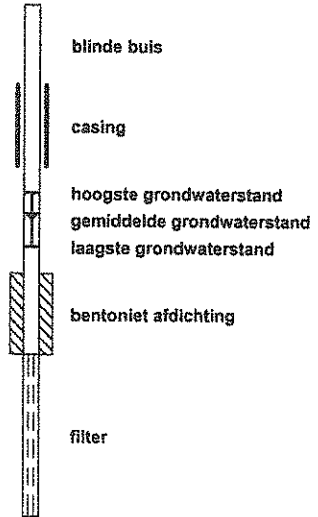 blinde buis
casing
hoogste grondwaterstand
gemiddelde grondwaterstand
laagste grondwaterstand
bentoniet afdichting
filter